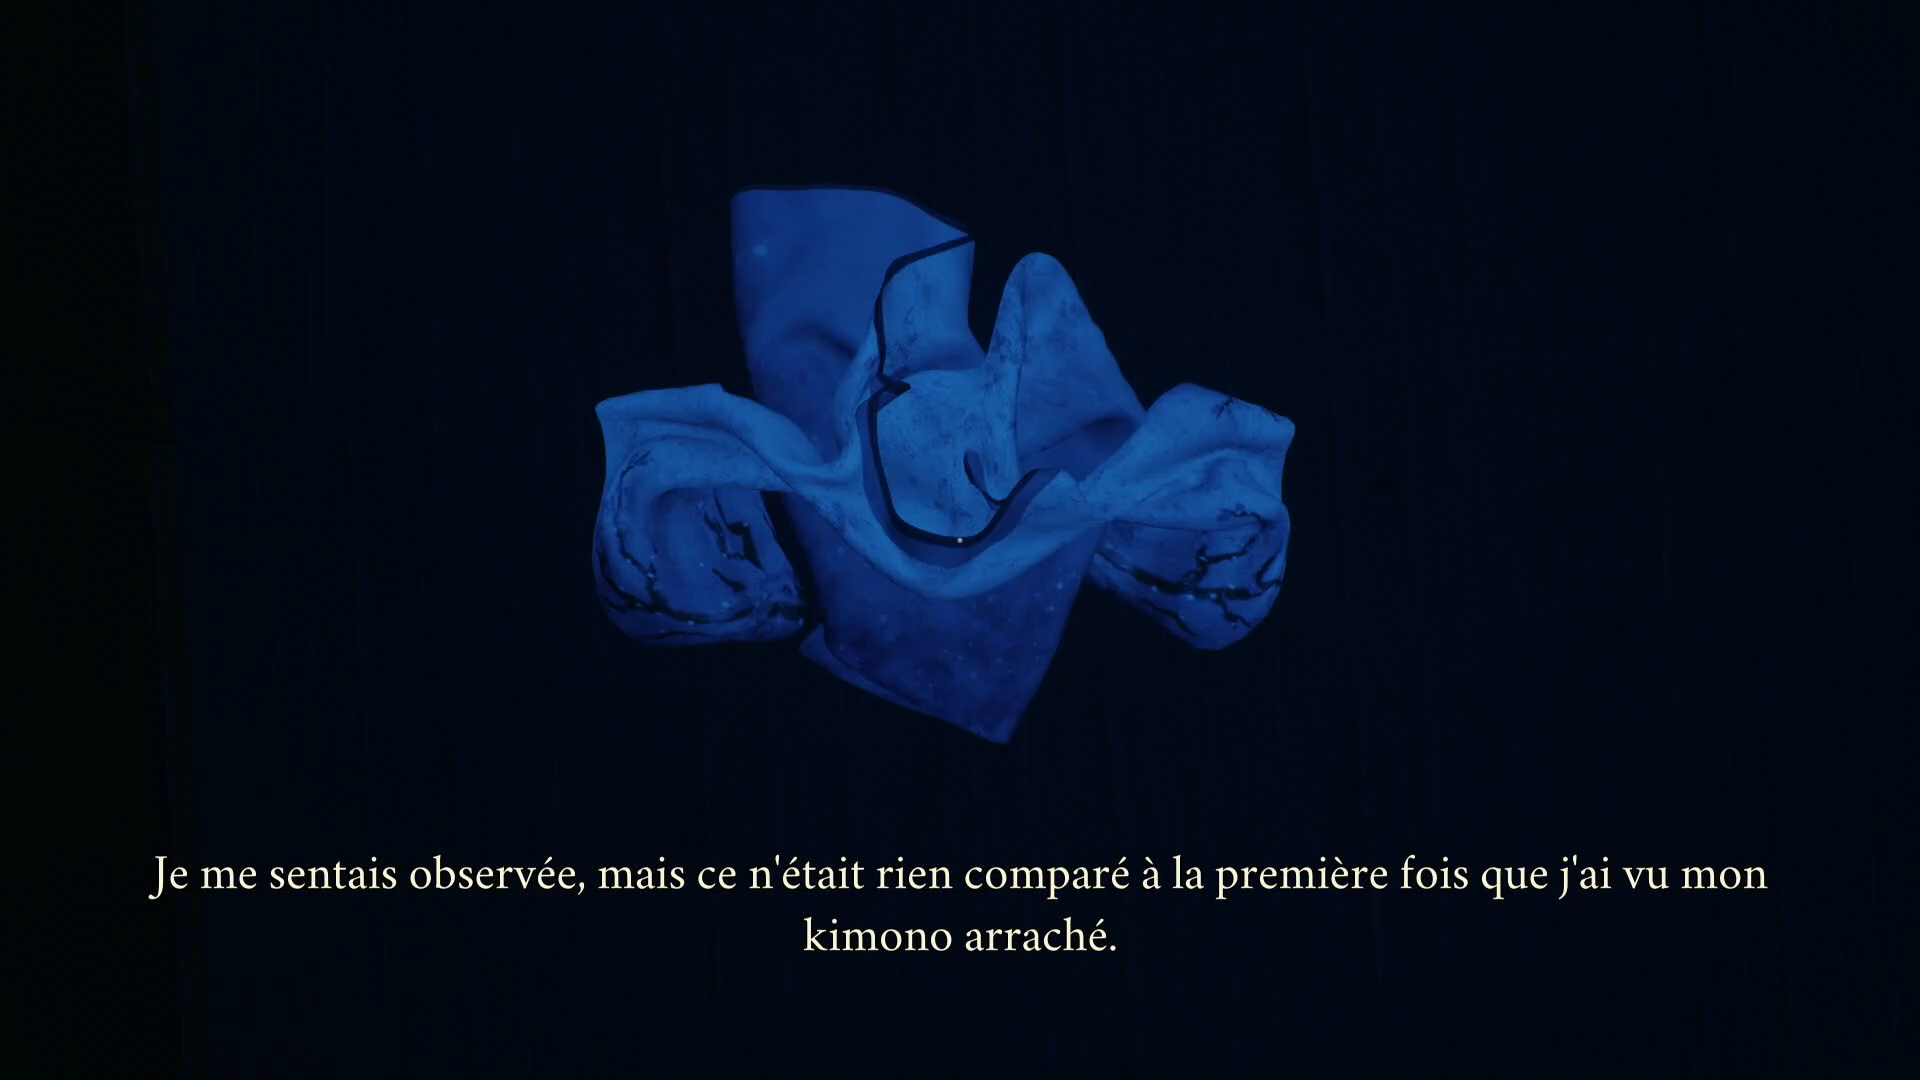 Je me sentais observée, mais ce n'était rien comparé à la première fois que j'ai vu mon
kimono arraché.